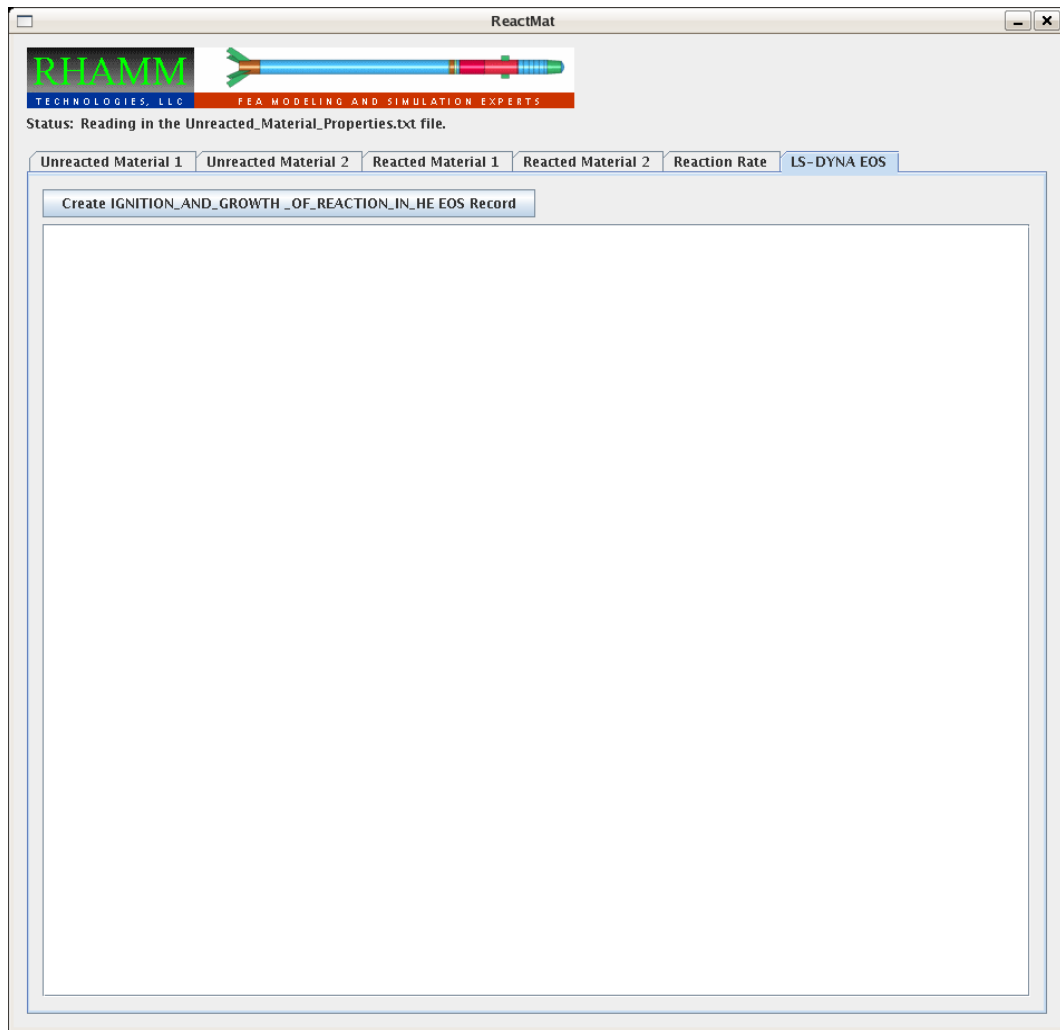 ReactMat
RHAMM
TECHNOLOGIES, LLC FEA MODELING AND SIMULATION EXPERTS
Status: Reading in the Unreacted_Material_Properties.txt file.
Unreacted Material 1 Unreacted Material 2 Reacted Material 1 Reacted Material 2 Reaction Rate LS-DYNA EOS
Create IGNITION_AND_GROWTH _OF_REACTION_IN_HE EOS Record